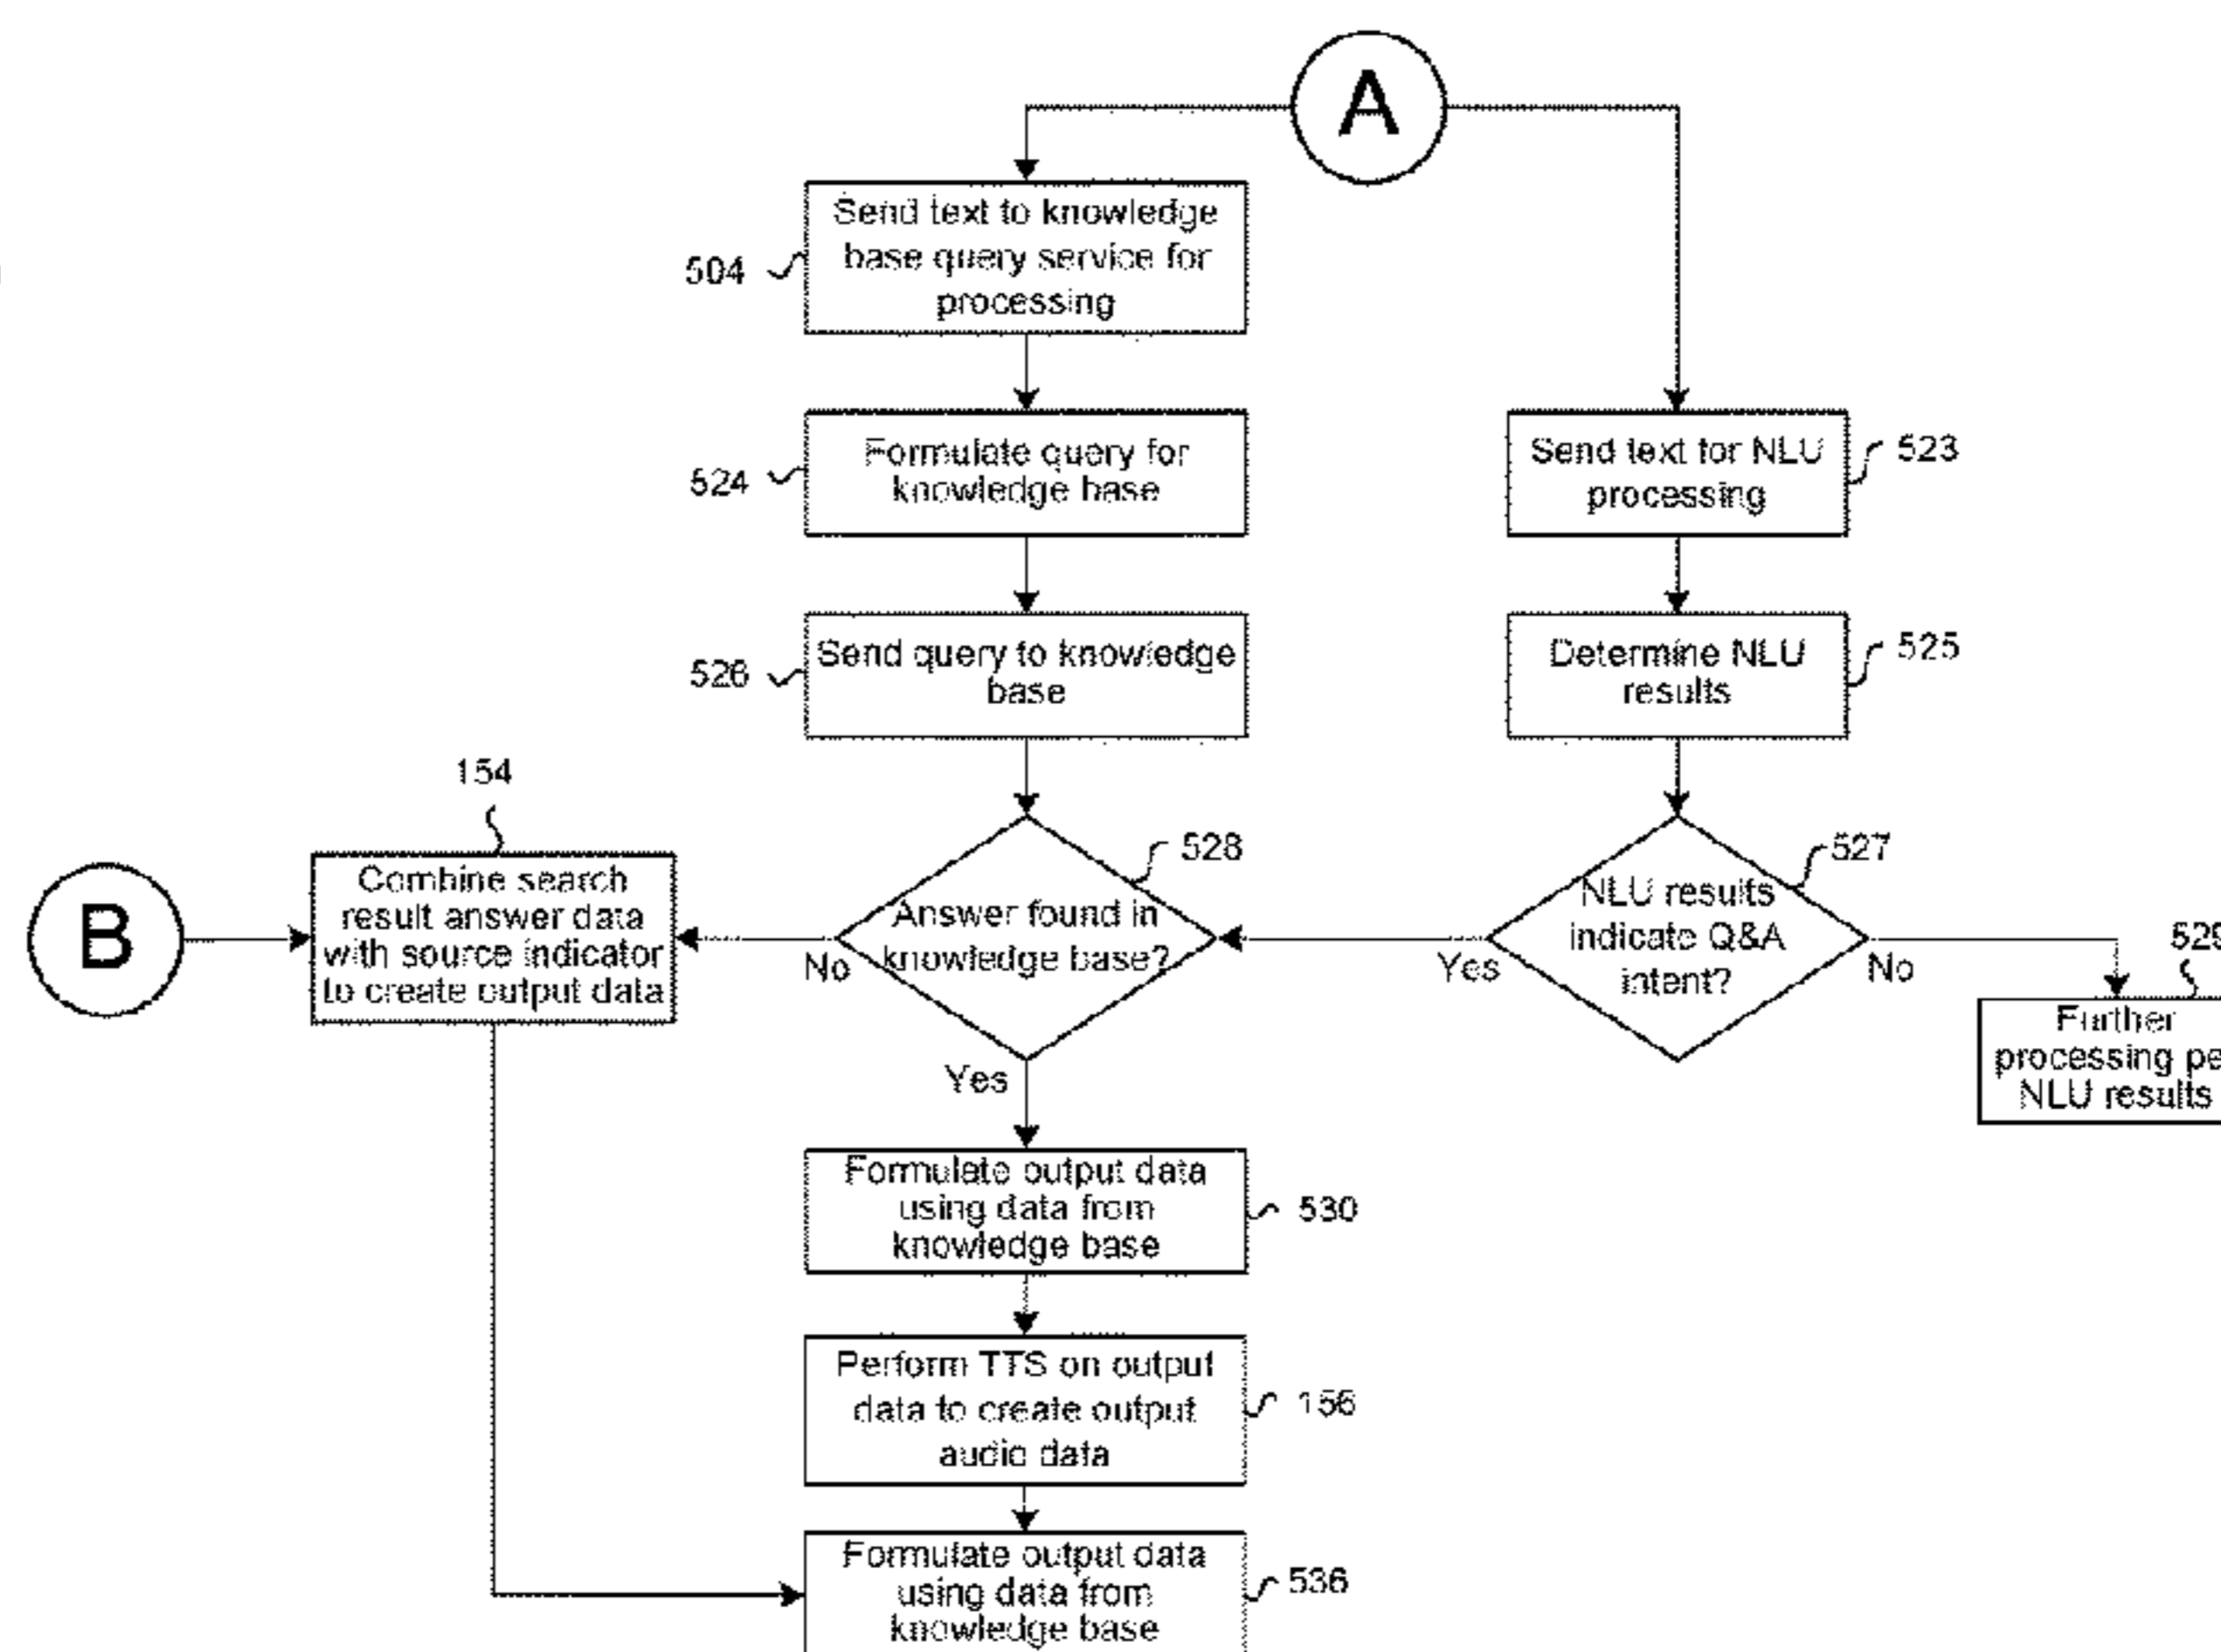 A
Send text to knowledge
base query service for
processing
504
Formulate query for
knowledge base
524
Send text for NLU
processing
523
Send query to knowledge
base
526
Determine NLU
results
525
154
Combine search
result answer data
with source indicator
to create output data
B
528
Answer found in
knowledge base?
No
Yes
527
NLU results
indicate Q&A
intent?
Yes
No
529
Further
processing pe
NLU results
Formulate output data
using data from
knowledge base
530
Perform TTS on output
data to create output
audio data
156
Formulate output data
using data from
knowledge base
536